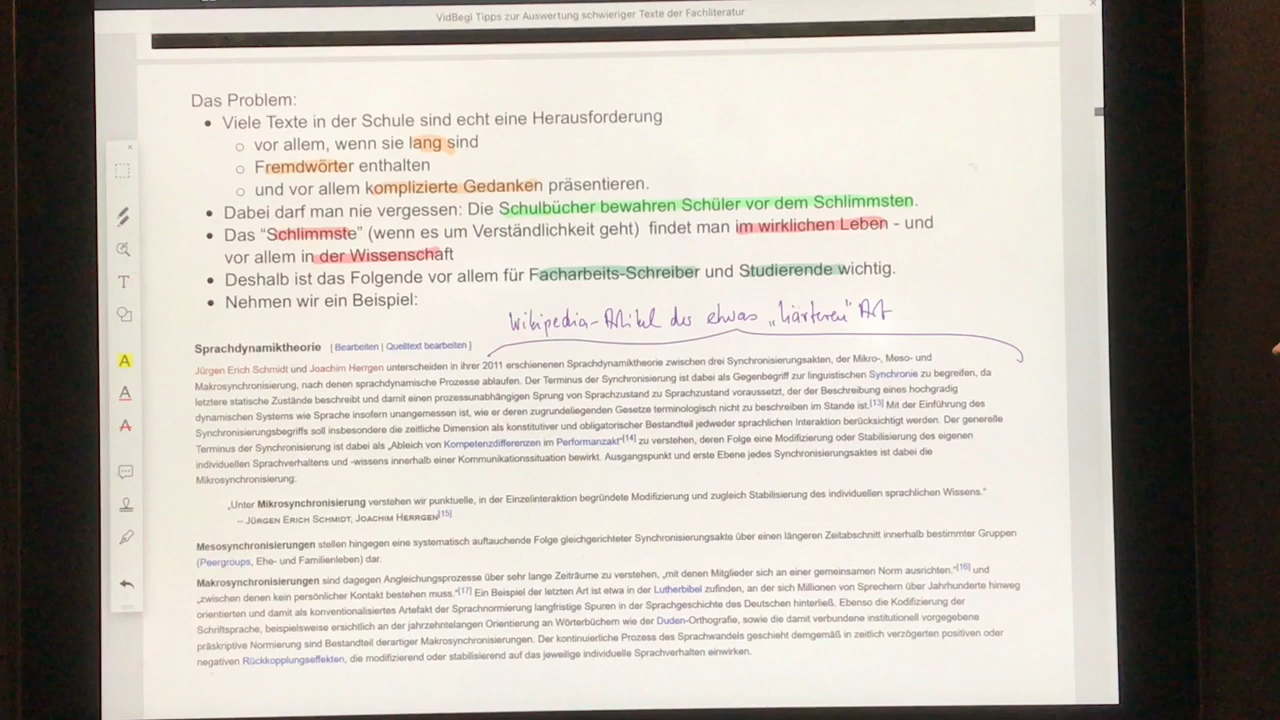 VidBegl Tipps zur Auswertung schwieriger Texte der Fachliteratur
Das Problem:
• Viele Texte in der Schule sind echt eine Herausforderung
○ vor allem, wenn sie lang sind
○ Fremdwörter enthalten
○ und vor allem komplizierte Gedanken präsentieren.
• Dabei darf man nie vergessen: Die Schulbücher bewahren Schüler vor dem Schlimmsten.
• Das “Schlimmste” (wenn es um Verständlichkeit geht) findet man im wirklichen Leben - und
vor allem in der Wissenschaft
• Deshalb ist das Folgende vor allem für Facharbeits-Schreiber und Studierende wichtig.
• Nehmen wir ein Beispiel:
Wikipedia-Artikel der etwas „härteren" Art
Sprachdynamiktheorie [ Bearbeiten | Quelltext bearbeiten ]
Jürgen Erich Schmidt und Joachim Herrgen unterscheiden in ihrer 2011 erschienenen Sprachdynamiktheorie zwischen drei Synchronisierungsakten, der Mikro-, Meso- und
Makrosynchronisierung, nach denen sprachdynamische Prozesse ablaufen. Der Terminus der Synchronisierung ist dabei als Gegenbegriff zur linguistischen Synchronie zu begreifen, da
letztere statische Zustände beschreibt und damit einen prozessunabhängigen Sprung von Sprachzustand zu Sprachzustand voraussetzt, der der Beschreibung eines hochgradig
dynamischen Systems wie Sprache insofern unangemessen ist, wie er deren zugrundeliegenden Gesetze terminologisch nicht zu beschreiben im Stande ist.[13] Mit der Einführung des
Synchronisierungsbegriffs soll insbesondere die zeitliche Dimension als konstitutiver und obligatorischer Bestandteil jedweder sprachlichen Interaktion berücksichtigt werden. Der generelle
Terminus der Synchronisierung ist dabei als „Ableich von Kompetenzdifferenzen im Performanzakt“[14] zu verstehen, deren Folge eine Modifizierung oder Stabilisierung des eigenen
individuellen Sprachverhaltens und -wissens innerhalb einer Kommunikationssituation bewirkt. Ausgangspunkt und erste Ebene jedes Synchronisierungsaktes ist dabei die
Mikrosynchronisierung:
„Unter Mikrosynchronisierung verstehen wir punktuelle, in der Einzelinteraktion begründete Modifizierung und zugleich Stabilisierung des individuellen sprachlichen Wissens.“
– JÜRGEN ERICH SCHMIDT, JOACHIM HERRGEN[15]
Mesosynchronisierungen stellen hingegen eine systematisch auftauchende Folge gleichgerichteter Synchronisierungsakte über einen längeren Zeitabschnitt innerhalb bestimmter Gruppen
(Peergroups, Ehe- und Familienleben) dar.
Makrosynchronisierungen sind dagegen Angleichungsprozesse über sehr lange Zeiträume zu verstehen, „mit denen Mitglieder sich an einer gemeinsamen Norm ausrichten.“[16] und
„zwischen denen kein persönlicher Kontakt bestehen muss.“[17] Ein Beispiel der letzten Art ist etwa in der Lutherbibel zufinden, an der sich Millionen von Sprechern über Jahrhunderte hinweg
orientierten und damit als konventionalisiertes Artefakt der Sprachnormierung langfristige Spuren in der Sprachgeschichte des Deutschen hinterließ. Ebenso die Kodifizierung der
Schriftsprache, beispielsweise ersichtlich an der jahrzehntelangen Orientierung an Wörterbüchern wie der Duden-Orthografie, sowie die damit verbundene institutionell vorgegebene
präskriptive Normierung sind Bestandteil derartiger Makrosynchronisierungen. Der kontinuierliche Prozess des Sprachwandels geschieht demgemäß in zeitlich verzögerten positiven oder
negativen Rückkopplungseffekten, die modifizierend oder stabilisierend auf das jeweilige individuelle Sprachverhalten einwirken.